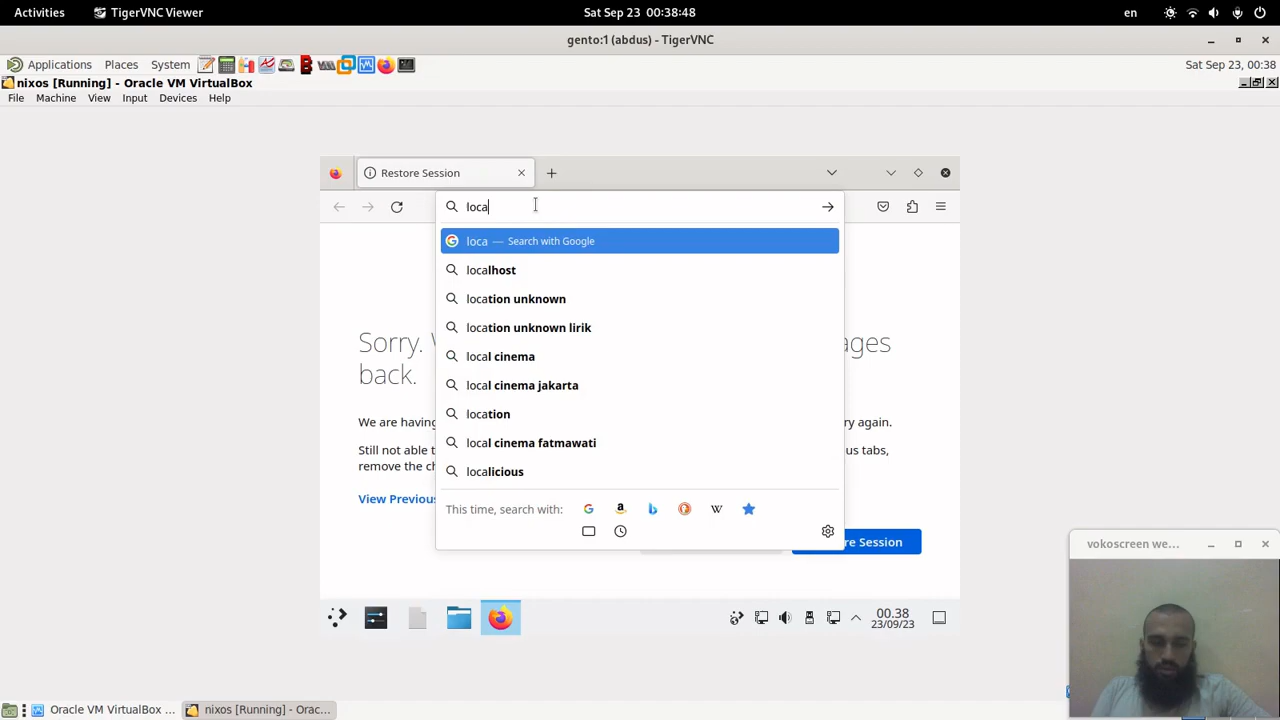 Activities TigerVNC Viewer Sat Sep 23 00:38:48 en
gento:1 (abdus) - TigerVNC
Applications Places System Sat Sep 23, 00:38
nixos [Running] - Oracle VM VirtualBox
File Machine View Input Devices Help
Restore Session
loca
loca — Search with Google
localhost
location unknown
location unknown lirik
local cinema
local cinema jakarta
location
local cinema fatmawati
localicious
This time, search with:
Sorry. ages
back.
We are having ry again.
Still not able us tabs,
remove the
View Previous
re Session
00.38
23/09/23
vokoscreen we...
Oracle VM VirtualBox ... nixos [Running] - Orac...